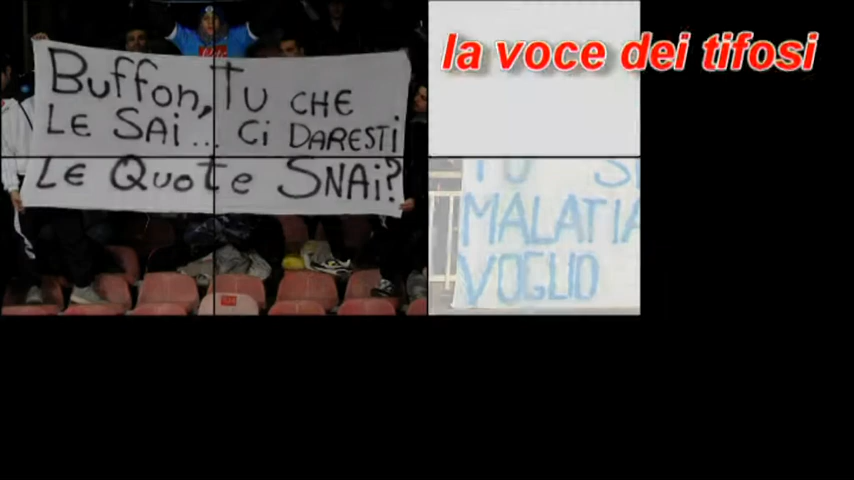 la voce dei tifosi
Buffon, Tu CHE
LE SAi... Ci DARESTi
LE QuOtE SNAi?
MALATIA
VOGLIO